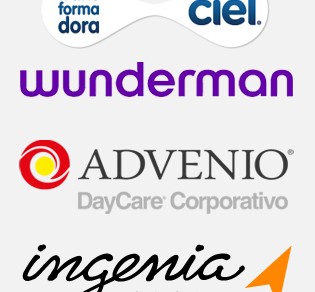 forma
dora
ciel.®
wunderman
ADVENIO®
DayCare® Corporativo
ingenia